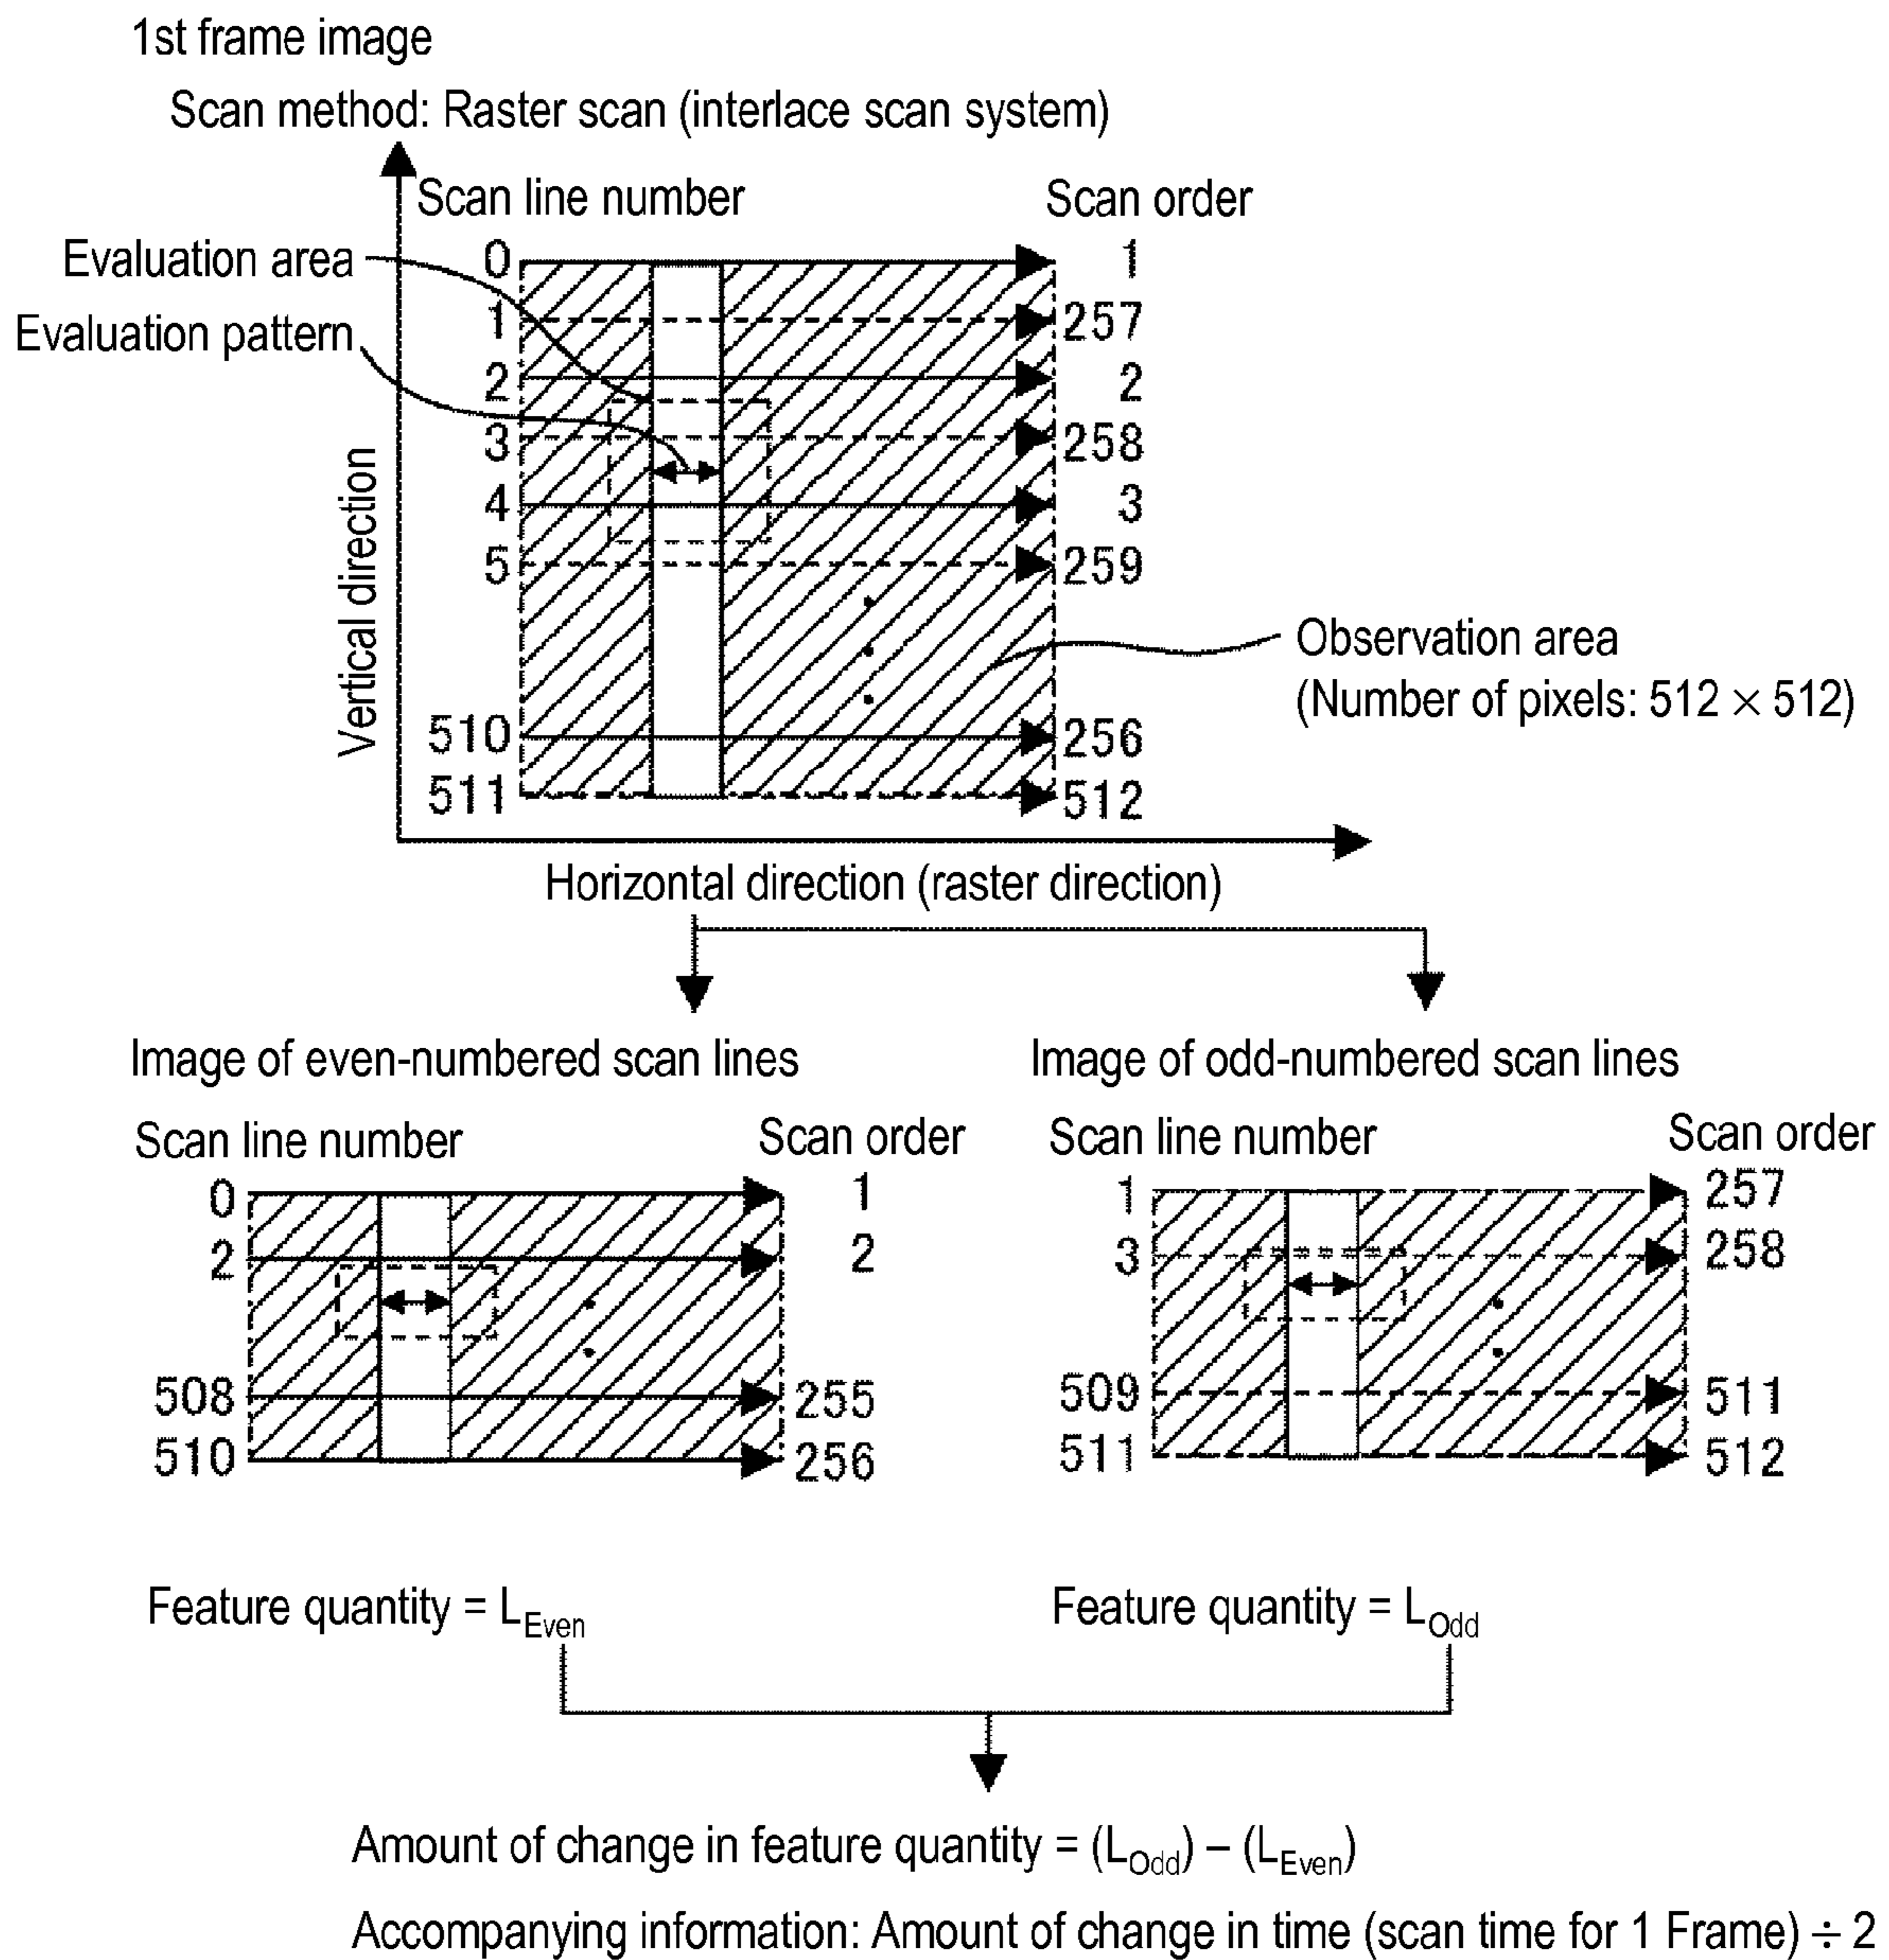 1st frame image
Scan method: Raster scan (interlace scan system)
Scan line number
Scan order
Evaluation area
Evaluation pattern
Vertical direction
0 1
1 257
2 2
3 258
4 3
5 259
Observation area
(Number of pixels: 512 × 512)
510 256
511 512
Horizontal direction (raster direction)
Image of even-numbered scan lines
Scan line number
Scan order
0 1
2 2
508 255
510 256
Feature quantity = L_Even
Image of odd-numbered scan lines
Scan line number
Scan order
1 257
3 258
509 511
511 512
Feature quantity = L_Odd
Amount of change in feature quantity = (L_Odd) – (L_Even)
Accompanying information: Amount of change in time (scan time for 1 Frame) ÷ 2